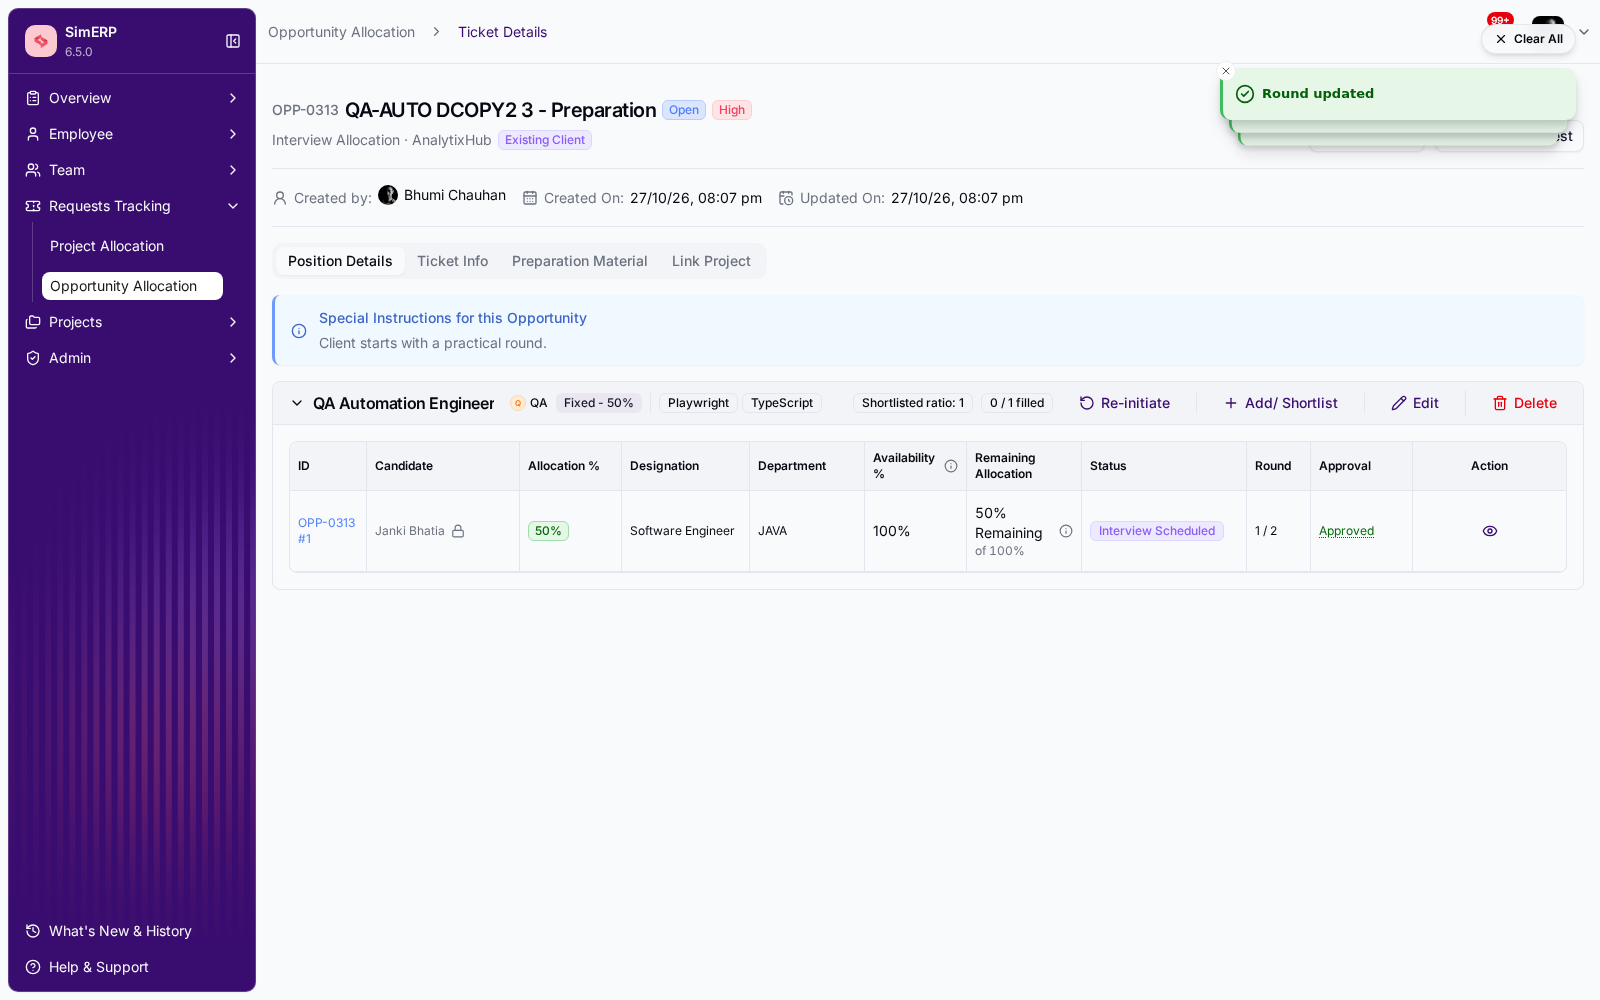 SimERP
6.5.0
Overview
Employee
Team
Requests Tracking
Project Allocation
Opportunity Allocation
Projects
Admin
What's New & History
Help & Support
Opportunity Allocation
Ticket Details
99+
Clear All
Round updated
OPP-0313 QA-AUTO DCOPY2 3 - Preparation Open High
Interview Allocation · AnalytixHub Existing Client
Created by: Bhumi Chauhan Created On: 27/10/26, 08:07 pm Updated On: 27/10/26, 08:07 pm
Position Details Ticket Info Preparation Material Link Project
Special Instructions for this Opportunity
Client starts with a practical round.
QA Automation Engineer Q QA Fixed - 50% Playwright TypeScript Shortlisted ratio: 1 0 / 1 filled Re-initiate Add/ Shortlist Edit Delete
ID Candidate Allocation % Designation Department Availability % Remaining Allocation Status Round Approval Action
OPP-0313 #1 Janki Bhatia 50% Software Engineer JAVA 100% 50% Remaining of 100% Interview Scheduled 1 / 2 Approved